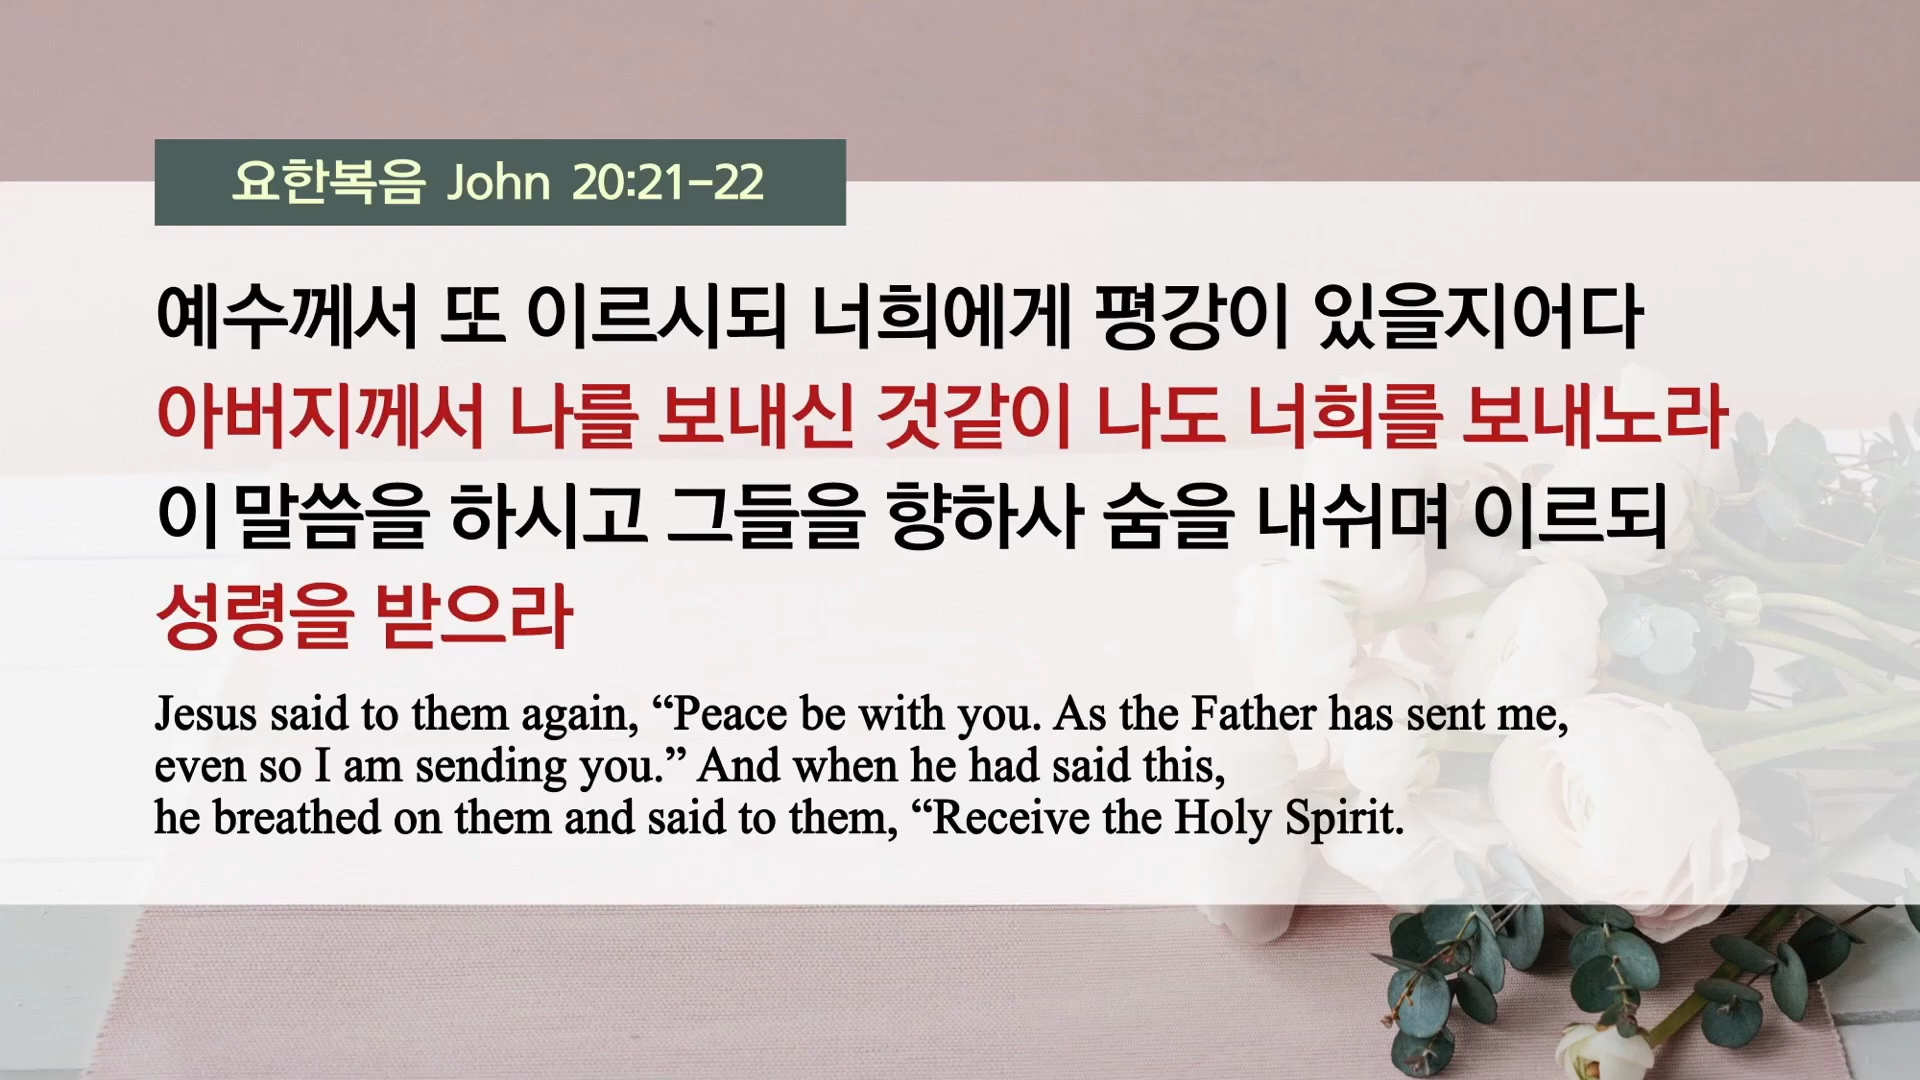 요한복음 John 20:21-22
예수께서 또 이르시되 너희에게 평강이 있을지어다
아버지께서 나를 보내신 것같이 나도 너희를 보내노라
이 말씀을 하시고 그들을 향하사 숨을 내쉬며 이르되
성령을 받으라
Jesus said to them again, “Peace be with you. As the Father has sent me,
even so I am sending you.” And when he had said this,
he breathed on them and said to them, “Receive the Holy Spirit.